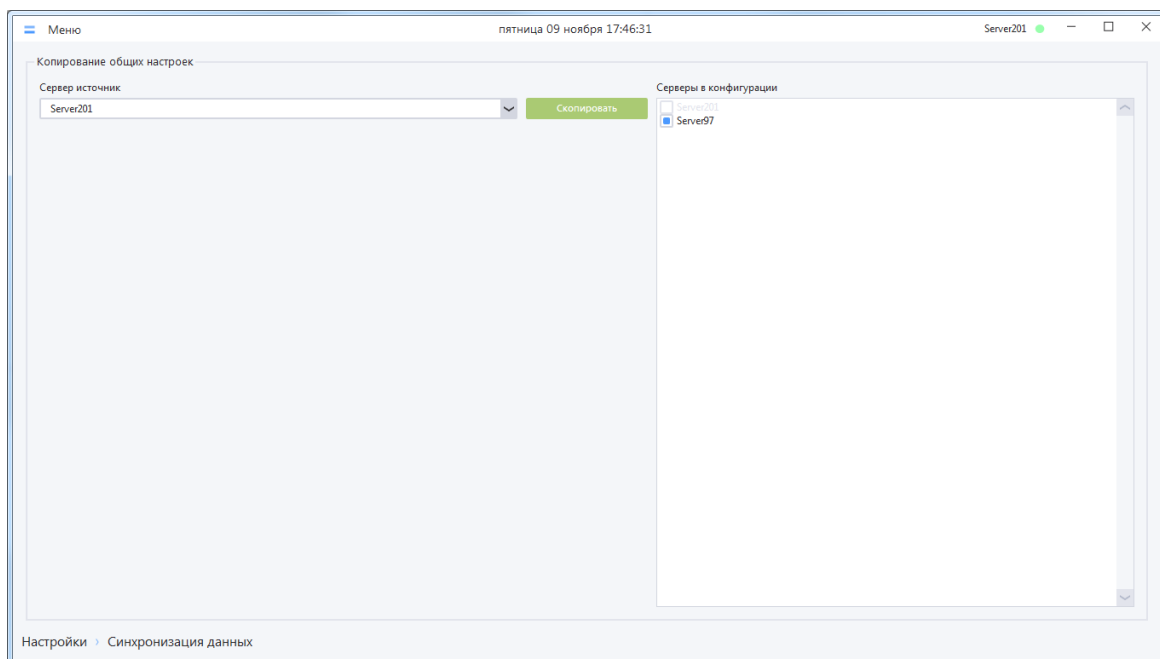 Меню
пятница 09 ноября 17:46:31
Server201
Копирование общих настроек
Сервер источник
Server201
Скопировать
Серверы в конфигурации
Server201
Server97
Настройки › Синхронизация данных